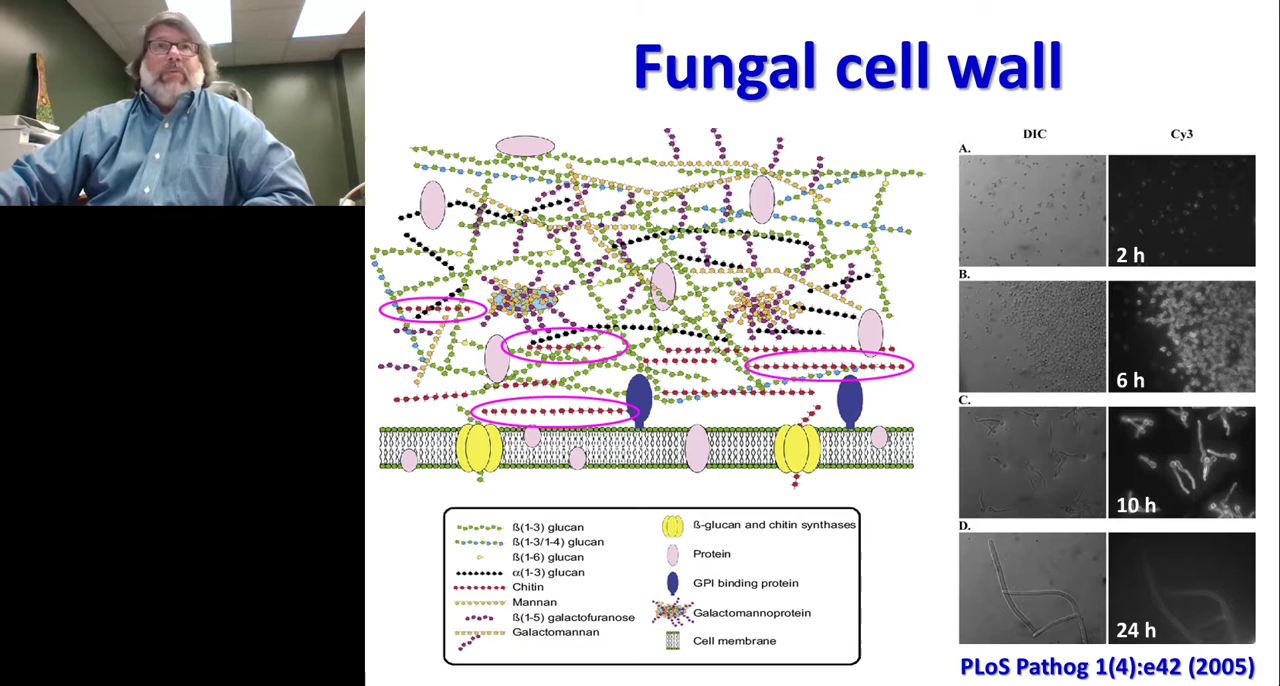 Fungal cell wall
DIC Cy3
A.
2 h
B.
6 h
C.
10 h
D.
24 h
PLoS Pathog 1(4):e42 (2005)
ß(1-3) glucan
ß(1-3/1-4) glucan
ß(1-6) glucan
α(1-3) glucan
Chitin
Mannan
ß(1-5) galactofuranose
Galactomannan
ß-glucan and chitin synthases
Protein
GPI binding protein
Galactomannoprotein
Cell membrane